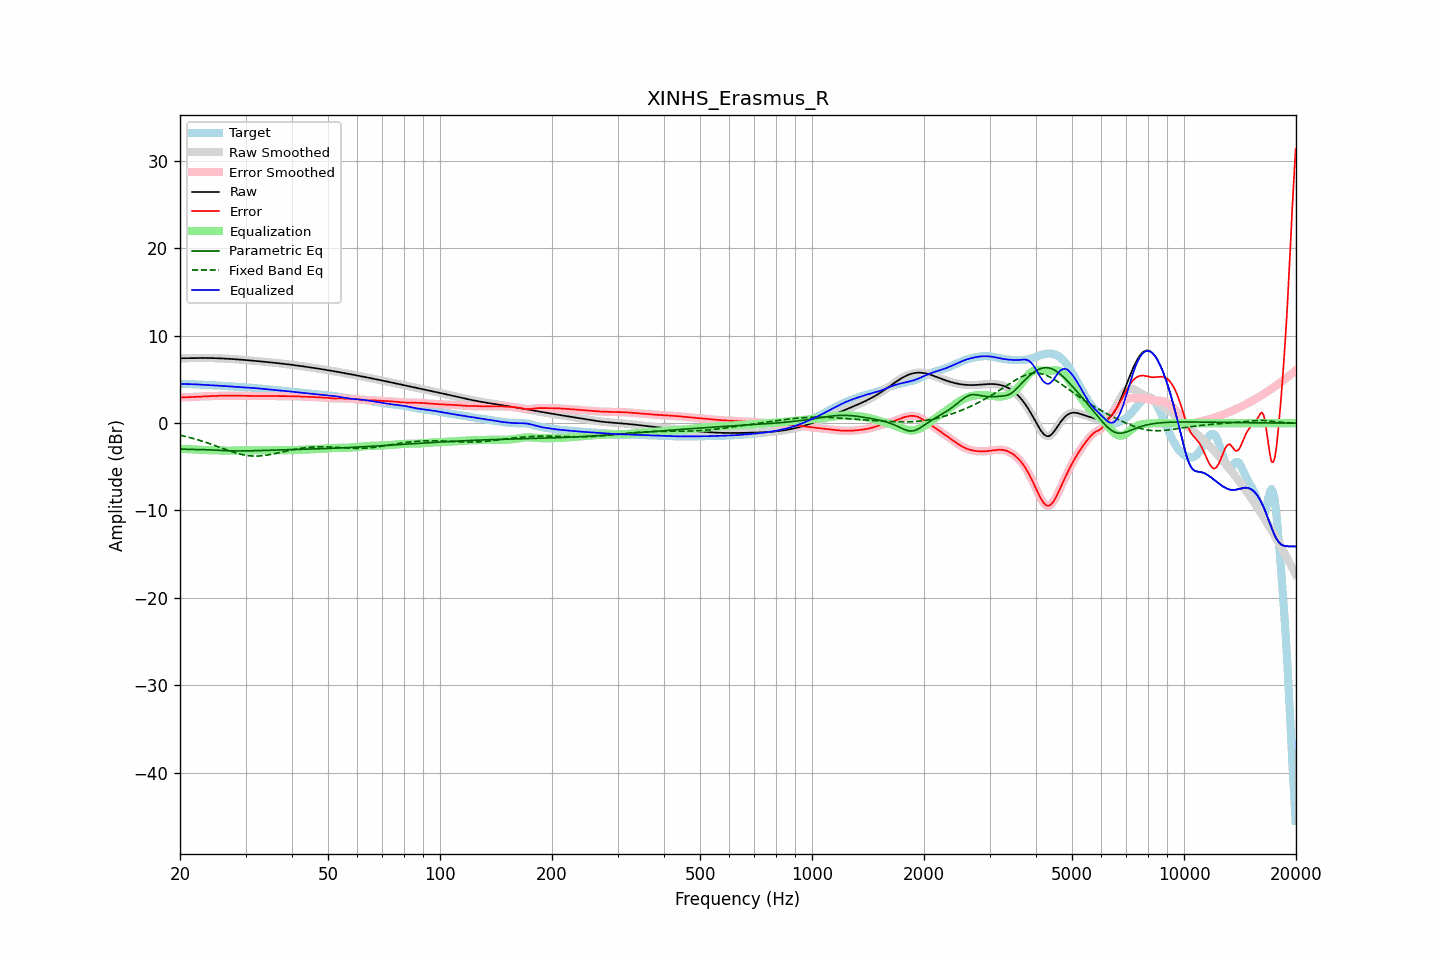 XINHS_Erasmus_R
Target
Raw Smoothed
Error Smoothed
Raw
Error
Equalization
Parametric Eq
Fixed Band Eq
Equalized
30
20
10
0
−10
−20
−30
−40
Amplitude (dBr)
20
50
100
200
500
1000
2000
5000
10000
20000
Frequency (Hz)